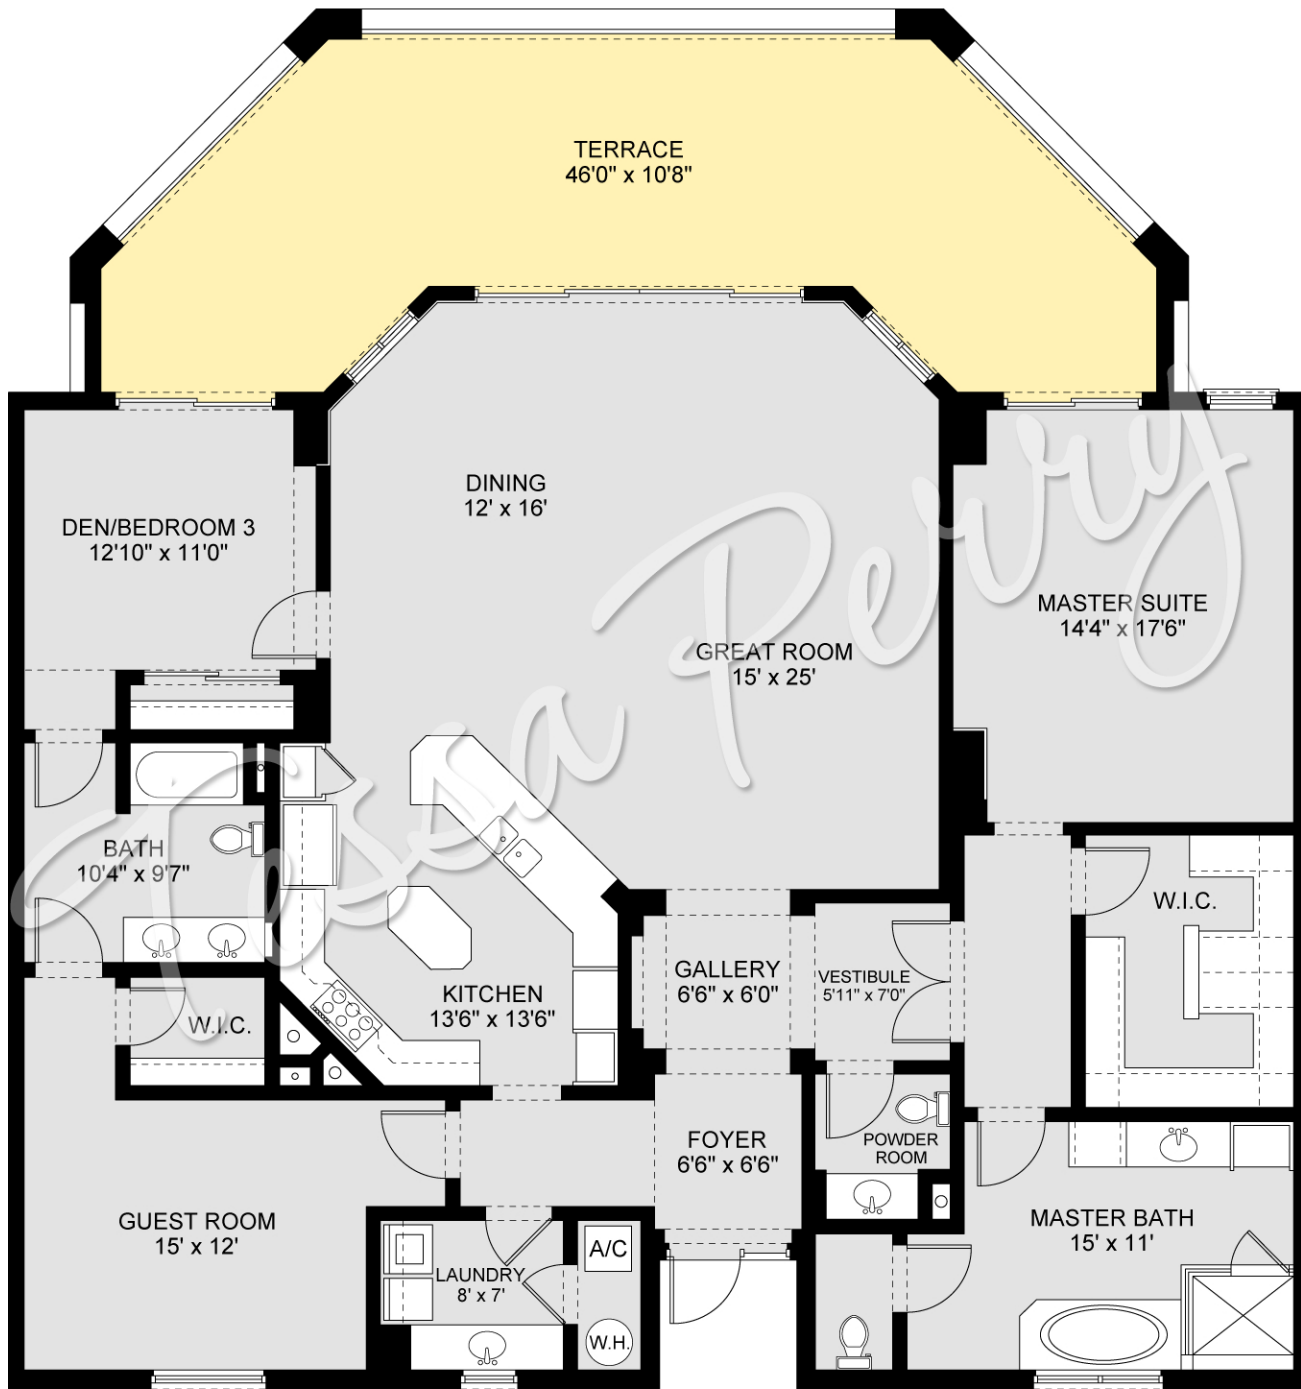 TERRACE
46'0" x 10'8"
DINING
12' x 16'
DEN/BEDROOM 3
12'10" x 11'0"
MASTER SUITE
14'4" x 17'6"
GREAT ROOM
15' x 25'
Tessa Perry
BATH
10'4" x 9'7"
W.I.C.
GALLERY
6'6" x 6'0"
VESTIBULE
5'11" x 7'0"
KITCHEN
13'6" x 13'6"
W.I.C.
FOYER
6'6" x 6'6"
POWDER
ROOM
GUEST ROOM
15' x 12'
MASTER BATH
15' x 11'
A/C
LAUNDRY
8' x 7'
W.H.